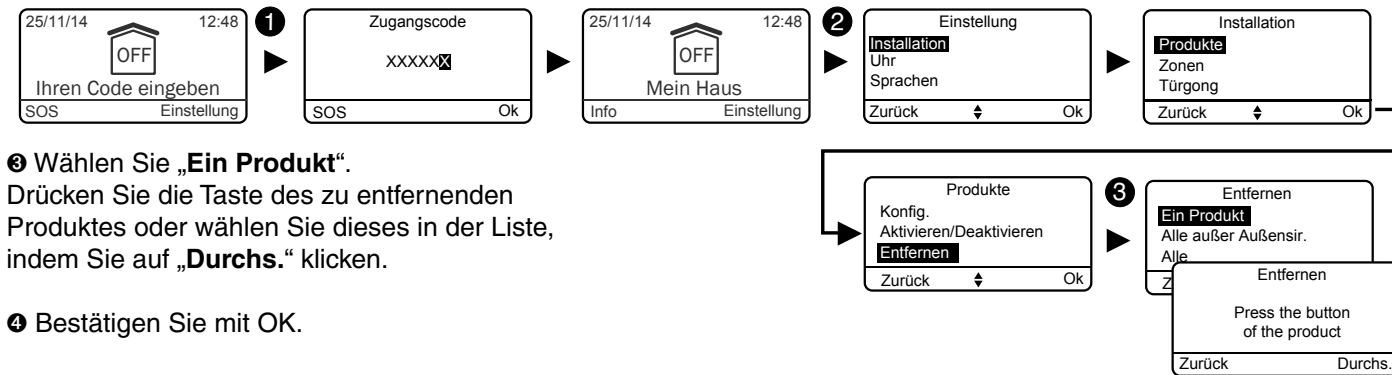 25/11/14 12:48
OFF
Ihren Code eingeben
SOS Einstellung
❶
Zugangscode
XXXXXX
SOS Ok
25/11/14 12:48
OFF
Mein Haus
Info Einstellung
❷
Einstellung
Installation
Uhr
Sprachen
Zurück Ok
Installation
Produkte
Zonen
Türgong
Zurück Ok
❸ Wählen Sie „Ein Produkt“.
Drücken Sie die Taste des zu entfernenden
Produktes oder wählen Sie dieses in der Liste,
indem Sie auf „Durchs.“ klicken.
❹ Bestätigen Sie mit OK.
Produkte
Konfig.
Aktivieren/Deaktivieren
Entfernen
Zurück Ok
❸
Entfernen
Ein Produkt
Alle außer Außensir.
Alle
Z
Entfernen
Press the button
of the product
Zurück Durchs.